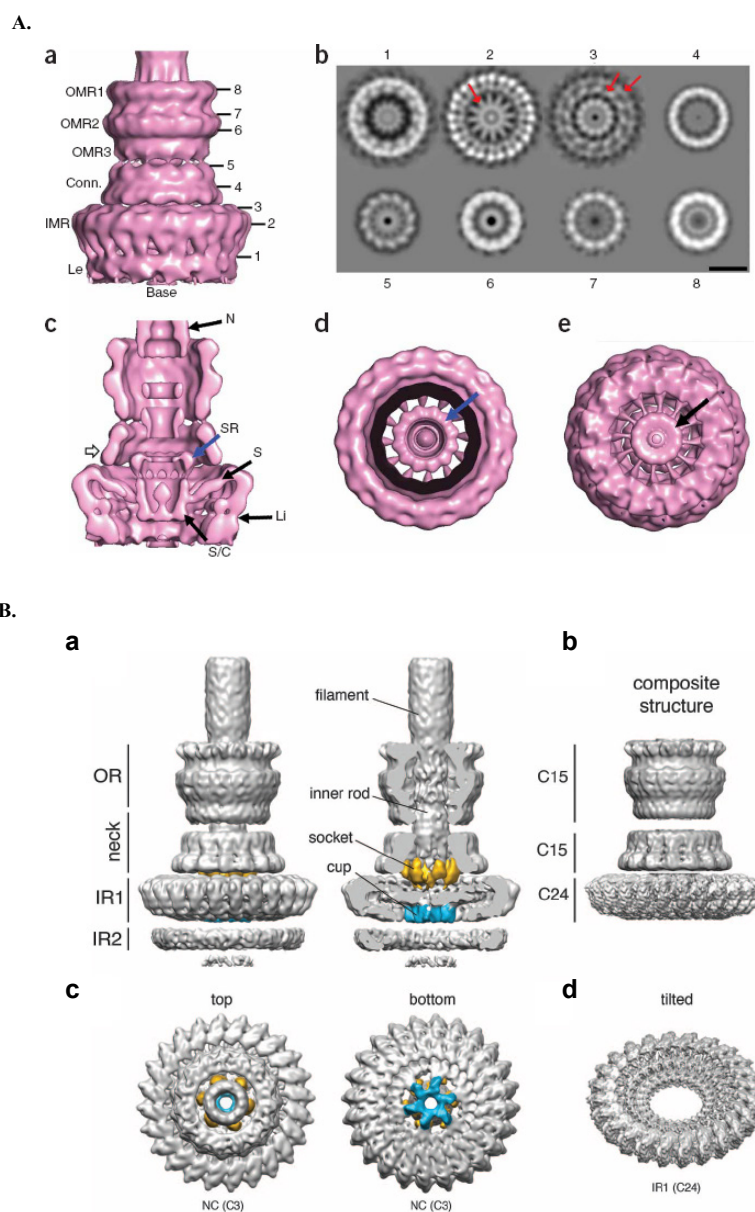 A.
a
OMR1
OMR2
OMR3
Conn.
IMR
Le
Base
8
7
6
5
4
3
2
1
b
1 2 3 4
5 6 7 8
c
N
SR
S
Li
S/C
d
e
B.
a
OR
neck
IR1
IR2
filament
inner rod
socket
cup
b
composite
structure
C15
C15
C24
c
top
bottom
NC (C3)
NC (C3)
d
tilted
IR1 (C24)